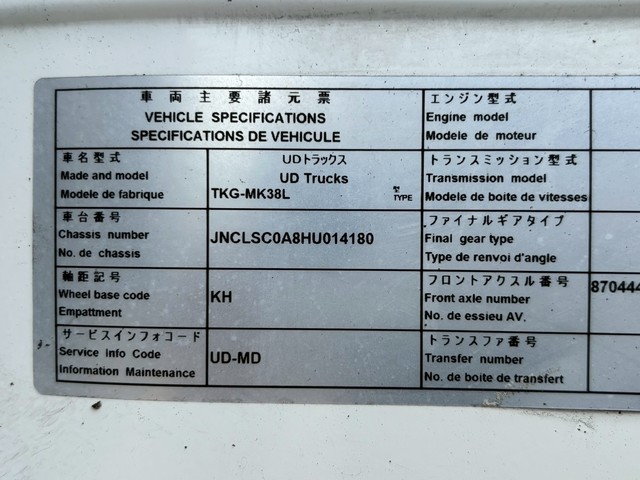 車両主要諸元票
VEHICLE SPECIFICATIONS
SPECIFICATIONS DE VEHICULE
車名型式
Made and model
Modele de fabrique
UDトラックス
UD Trucks
TKG-MK38L
型
TYPE
車台番号
Chassis number
No. de chassis
JNCLSC0A8HU014180
軸距記号
Wheel base code
Empattment
KH
サービスインフォコード
Service Info Code
Information Maintenance
UD-MD
エンジン型式
Engine model
Modele de moteur
トランスミッション型式
Transmission model
Modele de boite de vitesses
ファイナルギアタイプ
Final gear type
Type de renvoi d'angle
フロントアクスル番号
Front axle number
No. de essieu AV.
870444
トランスファ番号
Transfer number
No. de boite de transfert